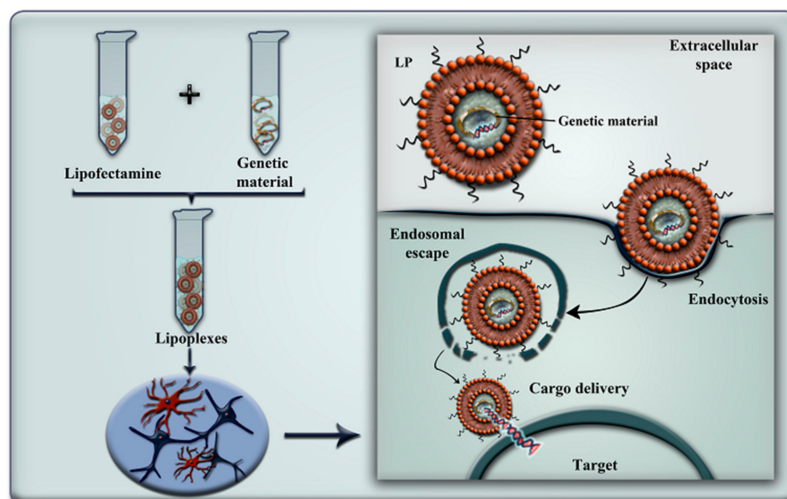 Lipofectamine
+
Genetic
material
Lipoplexes
LP
Extracellular
space
Genetic material
Endosomal
escape
Endocytosis
Cargo delivery
Target